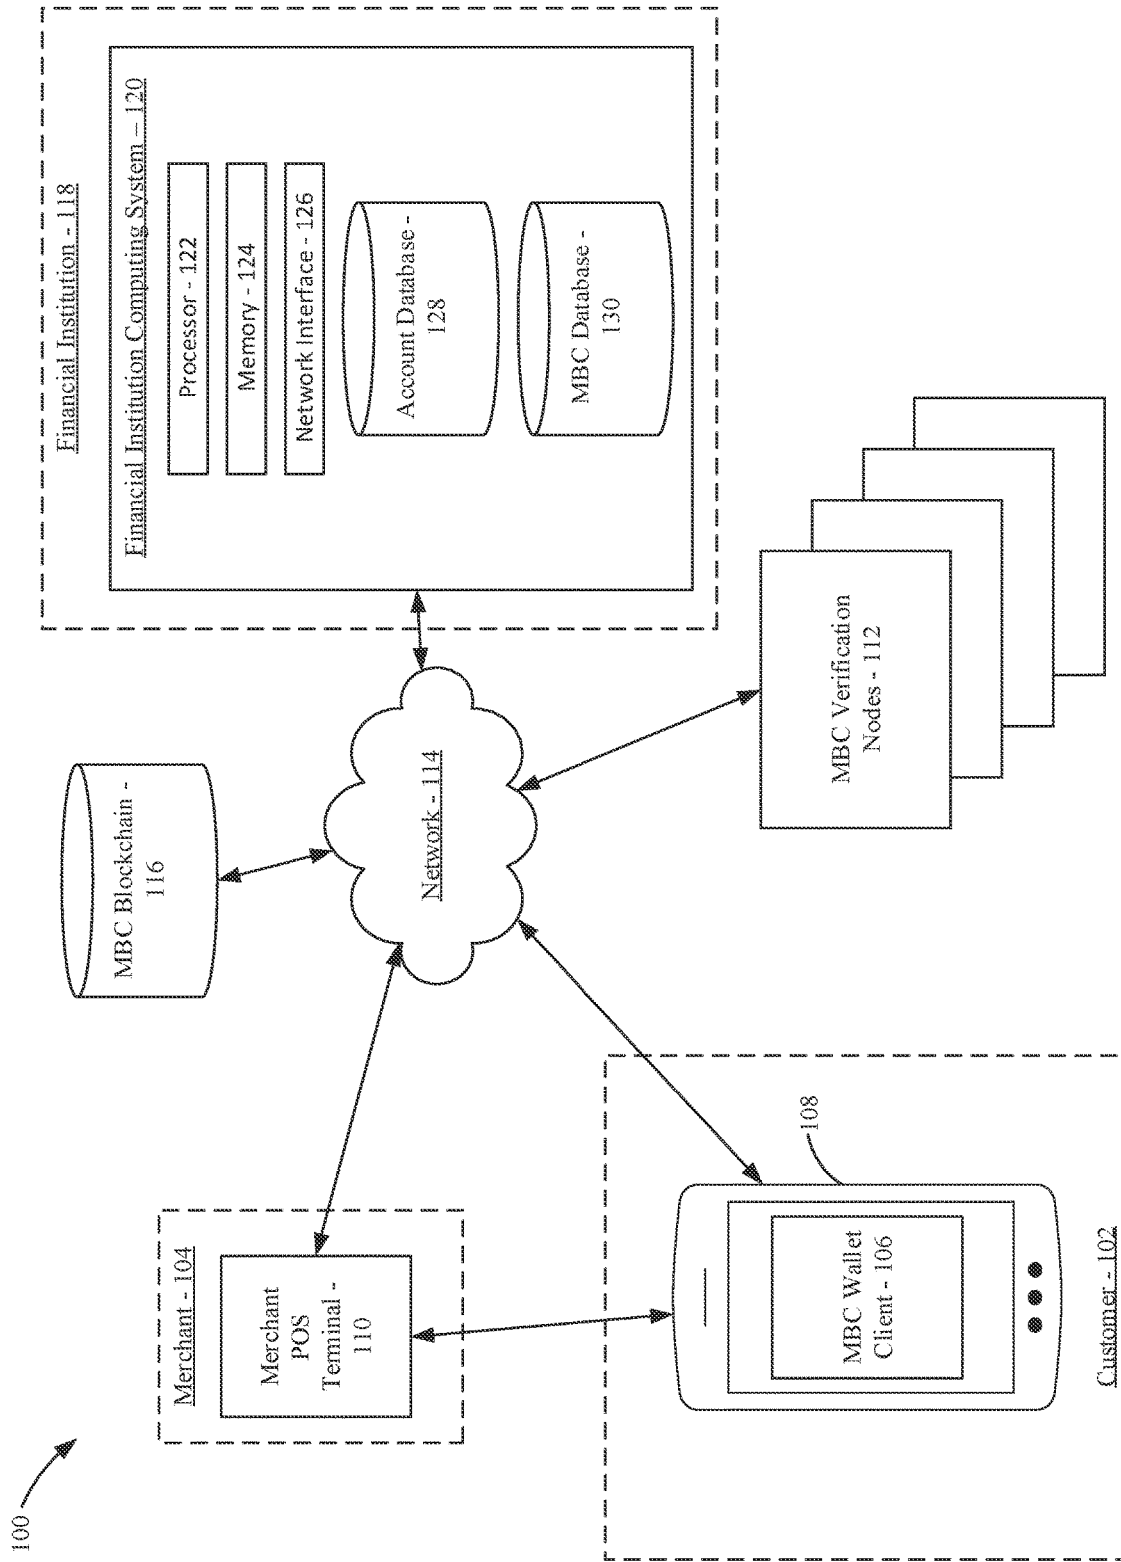 100
Merchant - 104
Merchant
POS
Terminal -
110
MBC Blockchain -
116
Network - 114
Financial Institution - 118
Financial Institution Computing System – 120
Processor - 122
Memory - 124
Network Interface - 126
Account Database -
128
MBC Database -
130
MBC Verification
Nodes - 112
108
MBC Wallet
Client - 106
Customer - 102